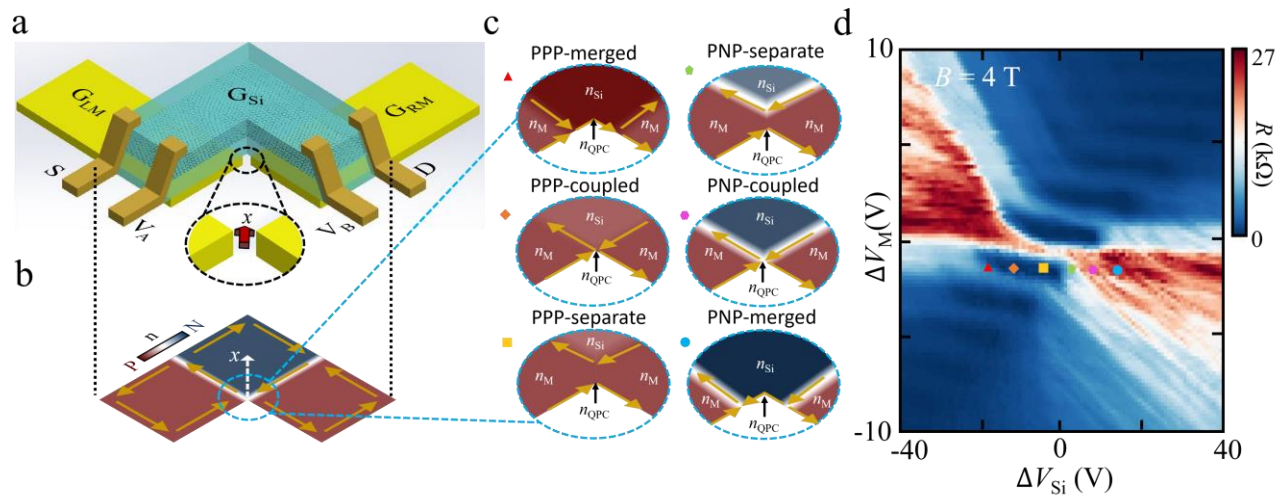 a
G_LM
G_Si
G_RM
S
V_A
x
V_B
D
b
P n N
x
c
PPP-merged
n_Si
n_M
n_M
n_QPC
PNP-separate
n_Si
n_M
n_M
n_QPC
PPP-coupled
n_Si
n_M
n_M
n_QPC
PNP-coupled
n_Si
n_M
n_M
n_QPC
PPP-separate
n_Si
n_M
n_M
n_QPC
PNP-merged
n_Si
n_M
n_M
n_QPC
d
10
B = 4 T
ΔV_M(V)
-10
-40
0
40
ΔV_Si (V)
27
R (kΩ)
0